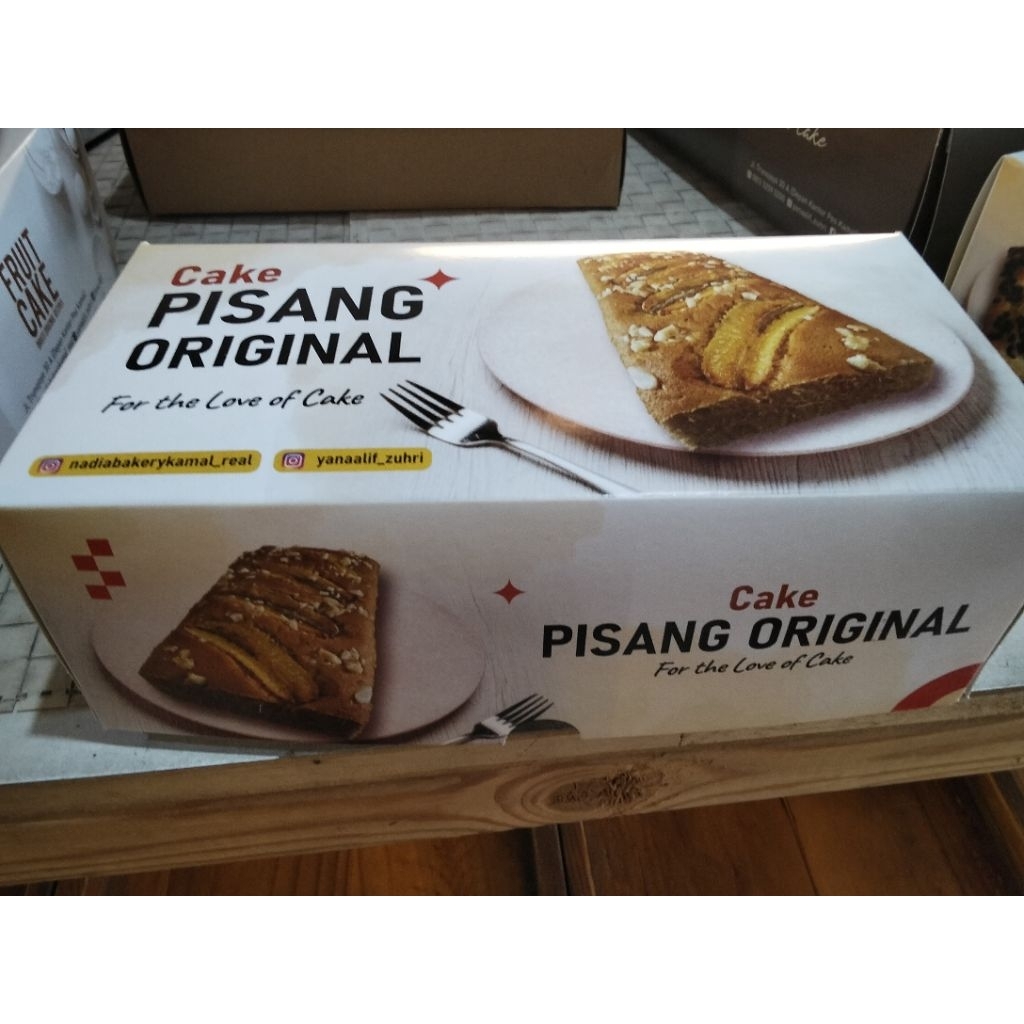 Cake
PISANG
ORIGINAL
For the Love of Cake
nadiabakerykamal_real
yanaalif_zuhri
Cake
PISANG ORIGINAL
For the Love of Cake
FRUIT
CAKE
Cake